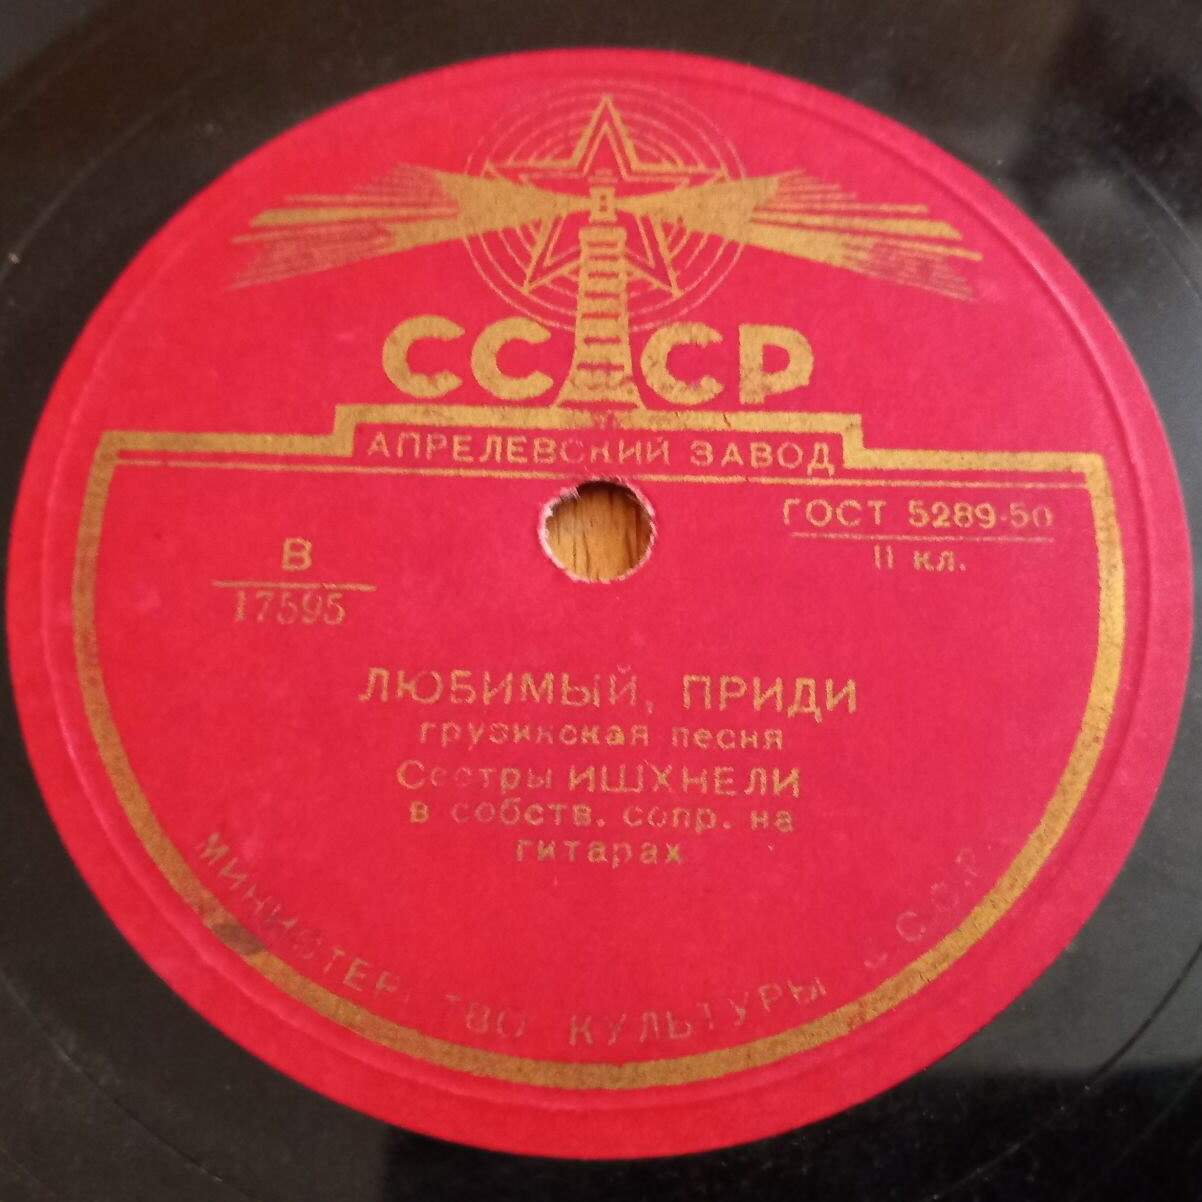 СССР
АПРЕЛЕВСКИЙ ЗАВОД
ГОСТ 5289-50
II кл.
В
17595
ЛЮБИМЫЙ, ПРИДИ
грузинская песня
Сестры ИШХНЕЛИ
в собств. сопр. на
гитарах
МИНИСТЕРСТВО КУЛЬТУРЫ С.С.С.Р.